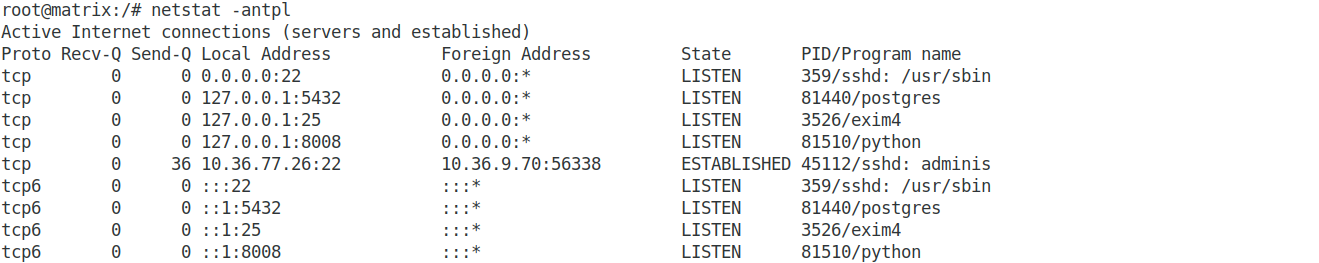 root@matrix:/# netstat -antpl
Active Internet connections (servers and established)
Proto Recv-Q Send-Q Local Address           Foreign Address         State       PID/Program name
tcp        0      0 0.0.0.0:22              0.0.0.0:*               LISTEN      359/sshd: /usr/sbin
tcp        0      0 127.0.0.1:5432          0.0.0.0:*               LISTEN      81440/postgres
tcp        0      0 127.0.0.1:25            0.0.0.0:*               LISTEN      3526/exim4
tcp        0      0 127.0.0.1:8008          0.0.0.0:*               LISTEN      81510/python
tcp        0     36 10.36.77.26:22          10.36.9.70:56338        ESTABLISHED 45112/sshd: adminis
tcp6       0      0 :::22                   :::*                    LISTEN      359/sshd: /usr/sbin
tcp6       0      0 ::1:5432                :::*                    LISTEN      81440/postgres
tcp6       0      0 ::1:25                  :::*                    LISTEN      3526/exim4
tcp6       0      0 ::1:8008                :::*                    LISTEN      81510/python